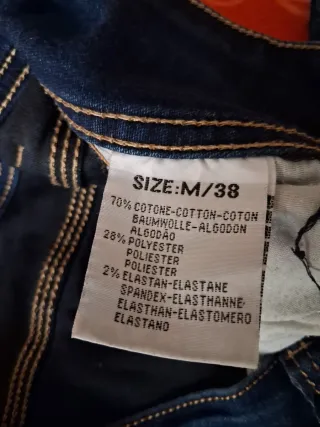 SIZE:M/38
70% COTONE-COTTON-COTON
BAUMWOLLE-ALGODON
ALGODÃO
28% POLYESTER
POLIESTER
POLIESTER
2% ELASTAN-ELASTANE
SPANDEX-ELASTHANNE
ELASTHAN-ELASTOMERO
ELASTANO